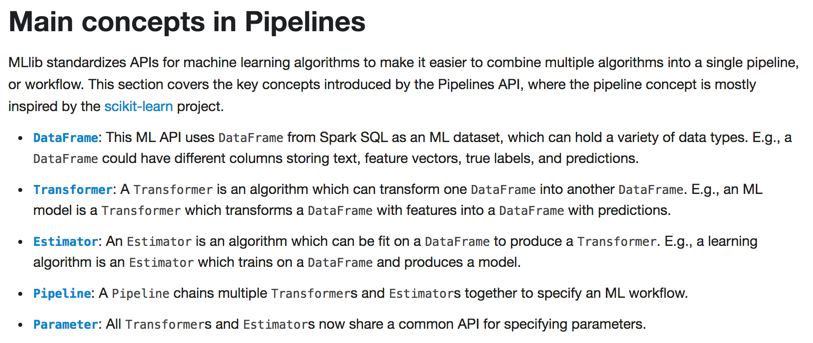 Main concepts in Pipelines
MLlib standardizes APIs for machine learning algorithms to make it easier to combine multiple algorithms into a single pipeline,
or workflow. This section covers the key concepts introduced by the Pipelines API, where the pipeline concept is mostly
inspired by the scikit-learn project.
• DataFrame: This ML API uses DataFrame from Spark SQL as an ML dataset, which can hold a variety of data types. E.g., a
DataFrame could have different columns storing text, feature vectors, true labels, and predictions.
• Transformer: A Transformer is an algorithm which can transform one DataFrame into another DataFrame. E.g., an ML
model is a Transformer which transforms a DataFrame with features into a DataFrame with predictions.
• Estimator: An Estimator is an algorithm which can be fit on a DataFrame to produce a Transformer. E.g., a learning
algorithm is an Estimator which trains on a DataFrame and produces a model.
• Pipeline: A Pipeline chains multiple Transformers and Estimators together to specify an ML workflow.
• Parameter: All Transformers and Estimators now share a common API for specifying parameters.